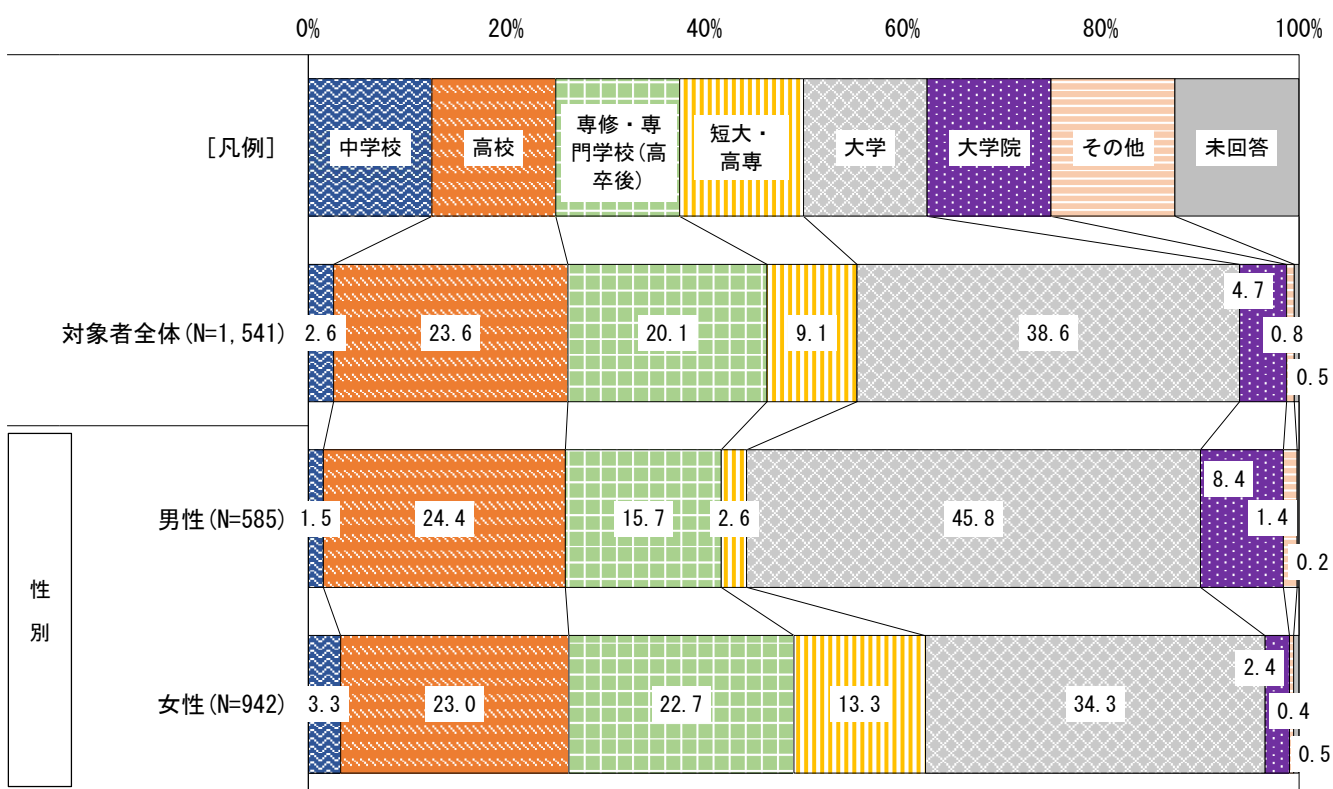 0% 20% 40% 60% 80% 100%
[凡例]
中学校
高校
専修・専
門学校(高
卒後)
短大・
高専
大学
大学院
その他
未回答
対象者全体(N=1,541) 2.6 23.6 20.1 9.1 38.6 4.7 0.8 0.5
性
別
男性(N=585) 1.5 24.4 15.7 2.6 45.8 8.4 1.4 0.2
女性(N=942) 3.3 23.0 22.7 13.3 34.3 2.4 0.4 0.5